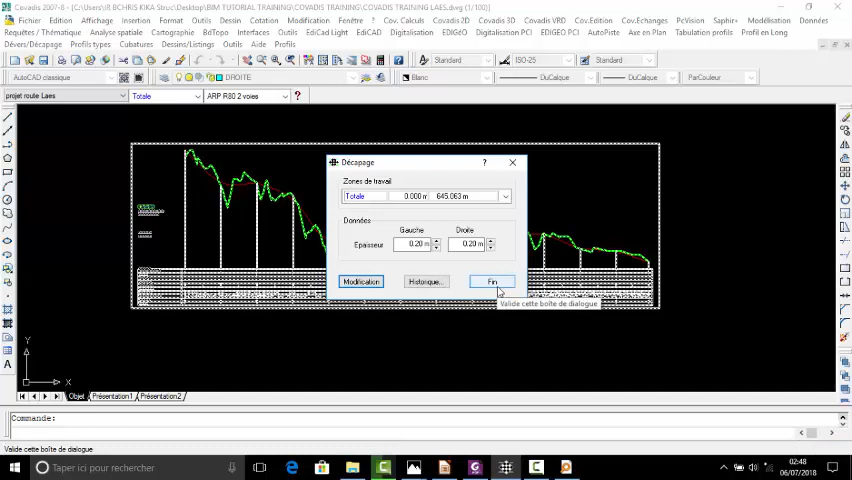 Covadis 2007-8 - [C:\Users\IR BCHRIS KIKA Struc\Desktop\BIM TUTORIAL TRAINING\COVADIS TRAINING\COVADIS TRAINING LAES.dwg (1/100)]
Fichier Edition Affichage Insertion Format Outils Dessin Cotation Modification Fenêtre ? Cov. Calculs Covadis 2D Covadis 3D Covadis VRD Cov.Edition Cov.Echanges PcVision Saphir+ Modélisation Données
Requêtes / Thématique Analyse Spatiale Cartographie BdTopo Interfaces Outils EdiCad Light EdiCAD Digitalisation EDIGéO Digitalisation PCI EDIGEO PCI AutoPiste Axe en Plan Tabulation profils Profil en Long
Dévers/Décapage Profils types Cubatures Dessins/Listings Aide Profils
Standard ISO-25 Standard
AutoCAD classique DROITE Blanc DuCalque DuCalque ParCouleur
projet route Laes Totale ARP R80 2 voies ?
Décapage ?
Zones de travail
Totale 0.000 m 645.063 m
Données
Gauche Droite
Epaisseur 0.20 m 0.20 m
Modification Historique... Fin
Valide cette boîte de dialogue
Y
X
Objet Présentation1 Présentation2
Commande:
Valide cette boîte de dialogue
Taper ici pour rechercher
02:48
06/07/2018